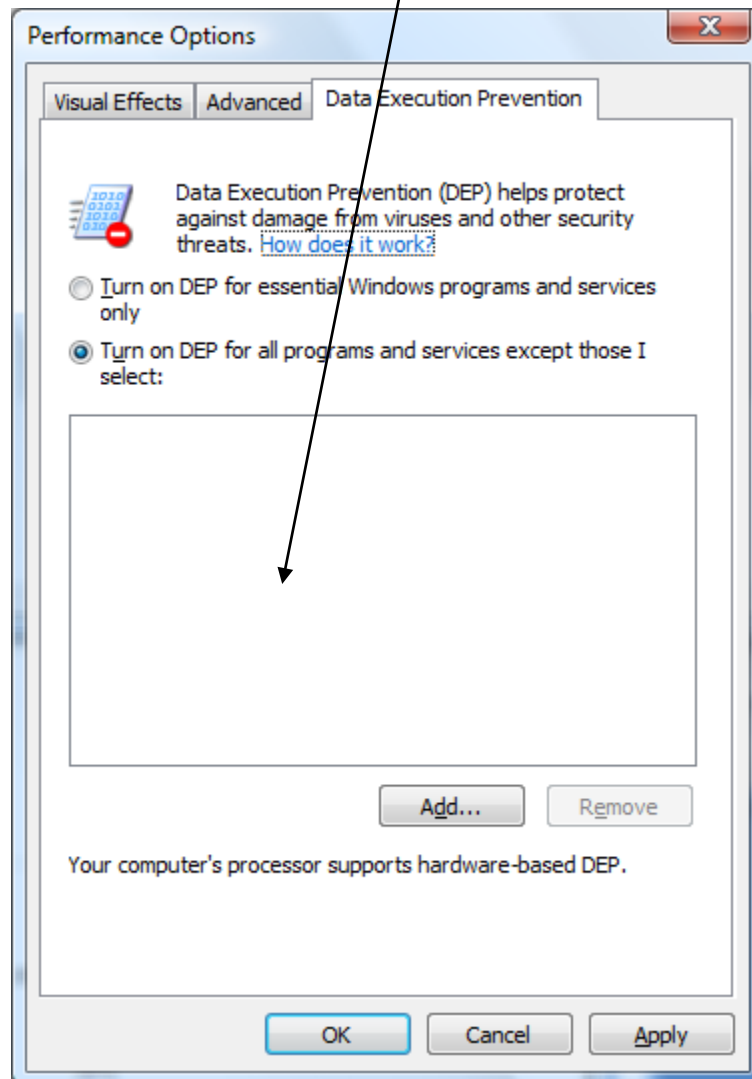 Performance Options
Visual Effects Advanced Data Execution Prevention
Data Execution Prevention (DEP) helps protect
against damage from viruses and other security
threats. How does it work?
Turn on DEP for essential Windows programs and services
only
Turn on DEP for all programs and services except those I
select:
Add... Remove
Your computer's processor supports hardware-based DEP.
OK Cancel Apply